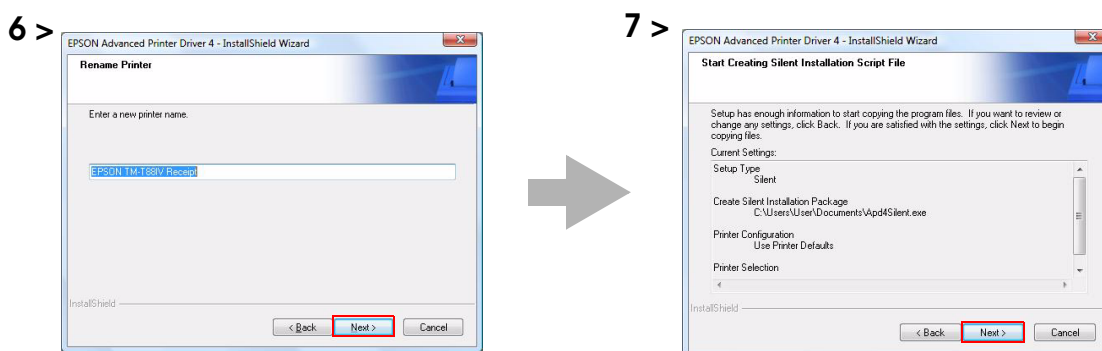 6 >
EPSON Advanced Printer Driver 4 - InstallShield Wizard
Rename Printer
Enter a new printer name.
EPSON TM-T88IV Receipt
InstallShield
< Back Next > Cancel
7 >
EPSON Advanced Printer Driver 4 - InstallShield Wizard
Start Creating Silent Installation Script File
Setup has enough information to start copying the program files. If you want to review or
change any settings, click Back. If you are satisfied with the settings, click Next to begin
copying files.
Current Settings:
Setup Type
Silent
Create Silent Installation Package
C:\Users\User\Documents\Apd4Silent.exe
Printer Configuration
Use Printer Defaults
Printer Selection
InstallShield
< Back Next > Cancel